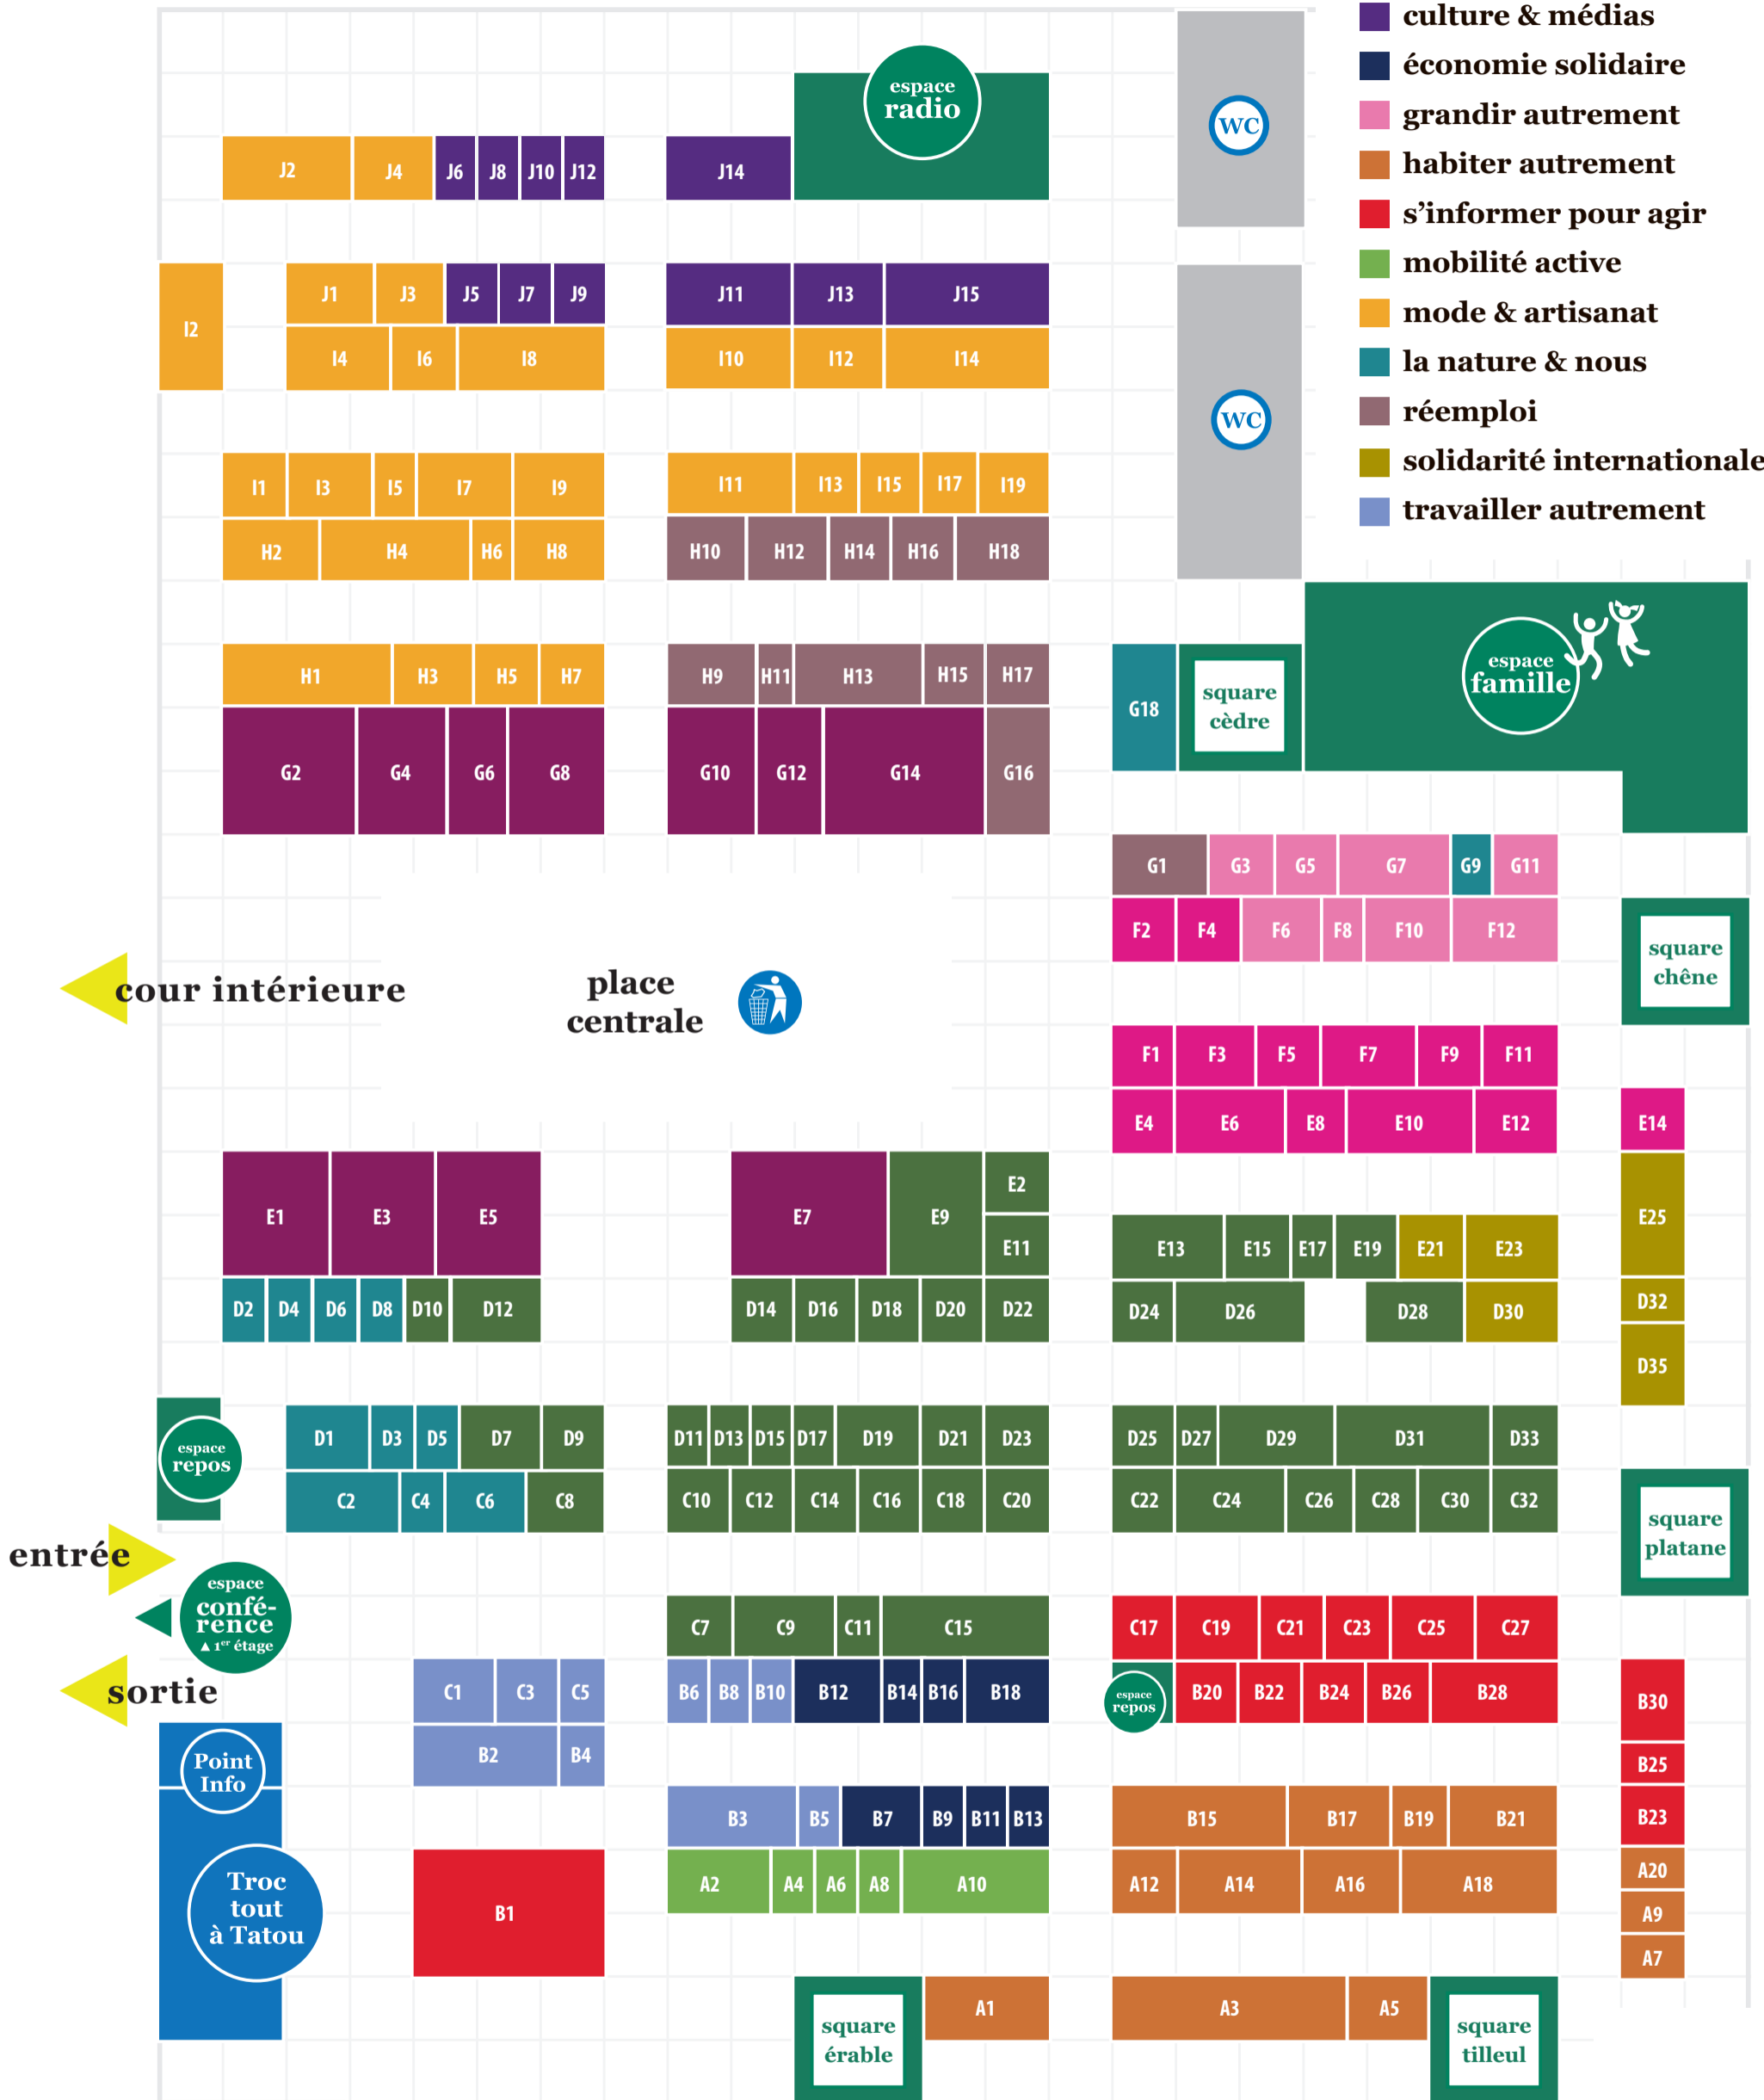 culture & médias
économie solidaire
grandir autrement
habiter autrement
s’informer pour agir
mobilité active
mode & artisanat
la nature & nous
réemploi
solidarité internationale
travailler autrement
espace
radio
WC
J2 J4 J6 J8 J10 J12 J14
I2 J1 J3 J5 J7 J9 J11 J13 J15
I4 I6 I8 I10 I12 I14
WC
I1 I3 I5 I7 I9 I11 I13 I15 I17 I19
H2 H4 H6 H8 H10 H12 H14 H16 H18
H1 H3 H5 H7 H9 H11 H13 H15 H17
G2 G4 G6 G8 G10 G12 G14 G16
G18
square
cèdre
espace
famille
G1 G3 G5 G7 G9 G11
F2 F4 F6 F8 F10 F12
square
chêne
cour intérieure
place
centrale
F1 F3 F5 F7 F9 F11
E4 E6 E8 E10 E12 E14
E1 E3 E5 E7 E9 E2
E11
E13 E15 E17 E19 E21 E23 E25
D2 D4 D6 D8 D10 D12 D14 D16 D18 D20 D22 D24 D26 D28 D30 D32
D35
espace
repos
D1 D3 D5 D7 D9 D11 D13 D15 D17 D19 D21 D23 D25 D27 D29 D31 D33
C2 C4 C6 C8 C10 C12 C14 C16 C18 C20 C22 C24 C26 C28 C30 C32
square
platane
entrée
espace
confé-
rence
▲ 1er étage
C7 C9 C11 C15 C17 C19 C21 C23 C25 C27
sortie
C1 C3 C5 B6 B8 B10 B12 B14 B16 B18
espace
repos
B20 B22 B24 B26 B28 B30
B2 B4
B25
Point
Info
B3 B5 B7 B9 B11 B13 B15 B17 B19 B21 B23
A2 A4 A6 A8 A10 A12 A14 A16 A18 A20
Troc
tout
à Tatou
B1
A9
A7
A1 A3 A5
square
érable
square
tilleul